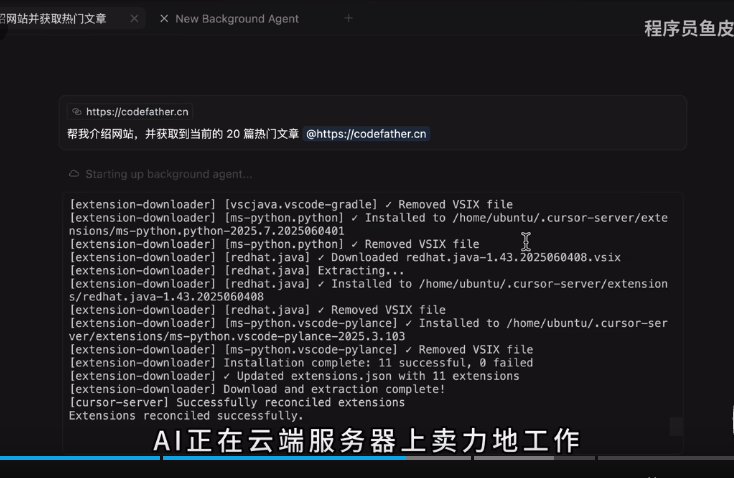 绍网站并获取热门文章 × × New Background Agent +
程序员鱼皮
https://codefather.cn
帮我介绍网站，并获取到当前的 20 篇热门文章 @https://codefather.cn
Starting up background agent...
[extension-downloader] [vscjava.vscode-gradle] ✓ Removed VSIX file
[extension-downloader] [ms-python.python] ✓ Installed to /home/ubuntu/.cursor-server/exte
nsions/ms-python.python-2025.7.2025060401
[extension-downloader] [ms-python.python] ✓ Removed VSIX file
[extension-downloader] [redhat.java] ✓ Downloaded redhat.java-1.43.2025060408.vsix
[extension-downloader] [redhat.java] Extracting...
[extension-downloader] [redhat.java] ✓ Installed to /home/ubuntu/.cursor-server/extension
s/redhat.java-1.43.2025060408
[extension-downloader] [redhat.java] ✓ Removed VSIX file
[extension-downloader] [ms-python.vscode-pylance] ✓ Installed to /home/ubuntu/.cursor-ser
ver/extensions/ms-python.vscode-pylance-2025.3.103
[extension-downloader] [ms-python.vscode-pylance] ✓ Removed VSIX file
[extension-downloader] Installation complete: 11 successful, 0 failed
[extension-downloader] ✓ Updated extensions.json with 11 extensions
[extension-downloader] Download and extraction complete!
[cursor-server] Successfully reconciled extensions
Extensions reconciled successfully.
AI正在云端服务器上卖力地工作